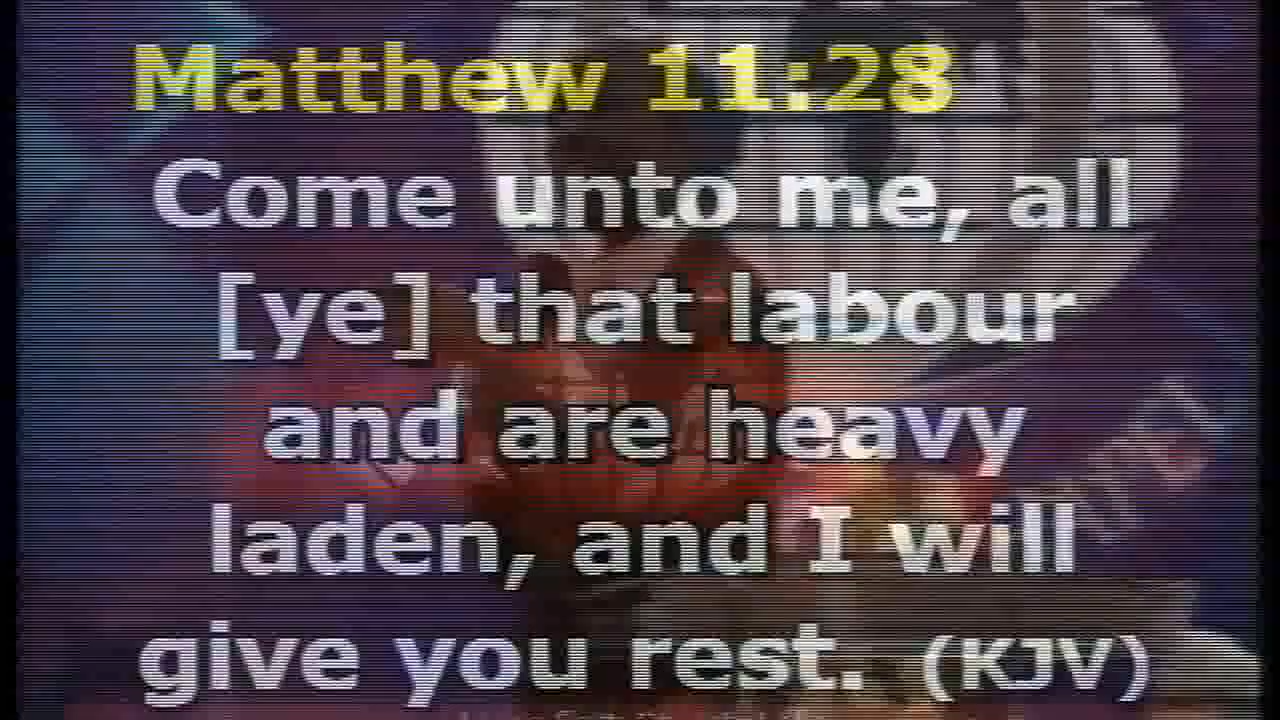 Matthew 11:28
Come unto me, all
[ye] that labour
and are heavy
laden, and I will
give you rest. (KJV)